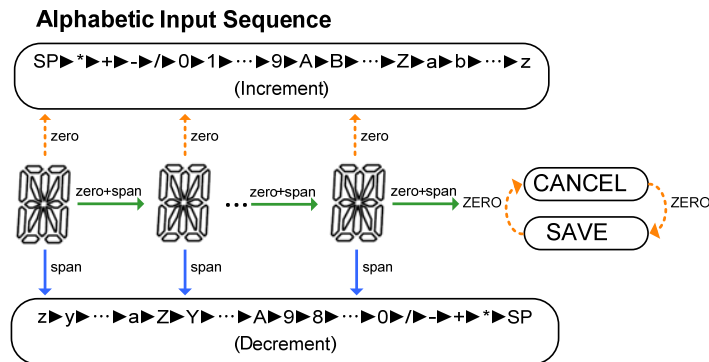 Alphabetic Input Sequence
SP►*►+►-►/►0►1►···►9►A►B►···►Z►a►b►···►z
(Increment)
zero zero zero
zero+span ... zero+span zero+span ZERO CANCEL ZERO
SAVE
span span span
z►y►···►a►Z►Y►···►A►9►8►···►0►/►-►+►*►SP
(Decrement)